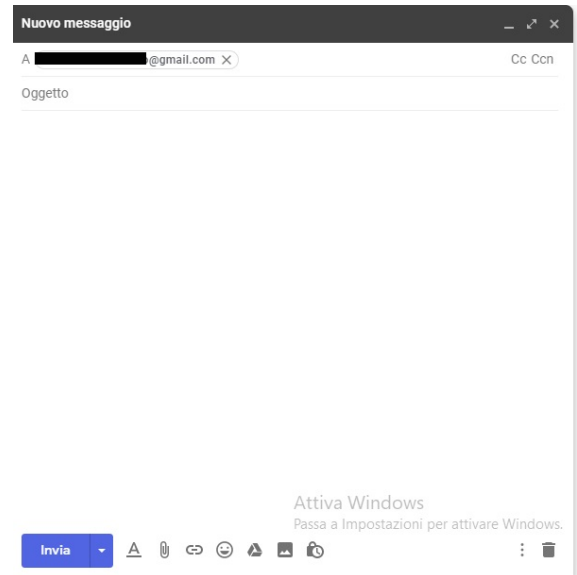 Nuovo messaggio
A @gmail.com
Cc Ccn
Oggetto
Attiva Windows
Passa a Impostazioni per attivare Windows.
Invia